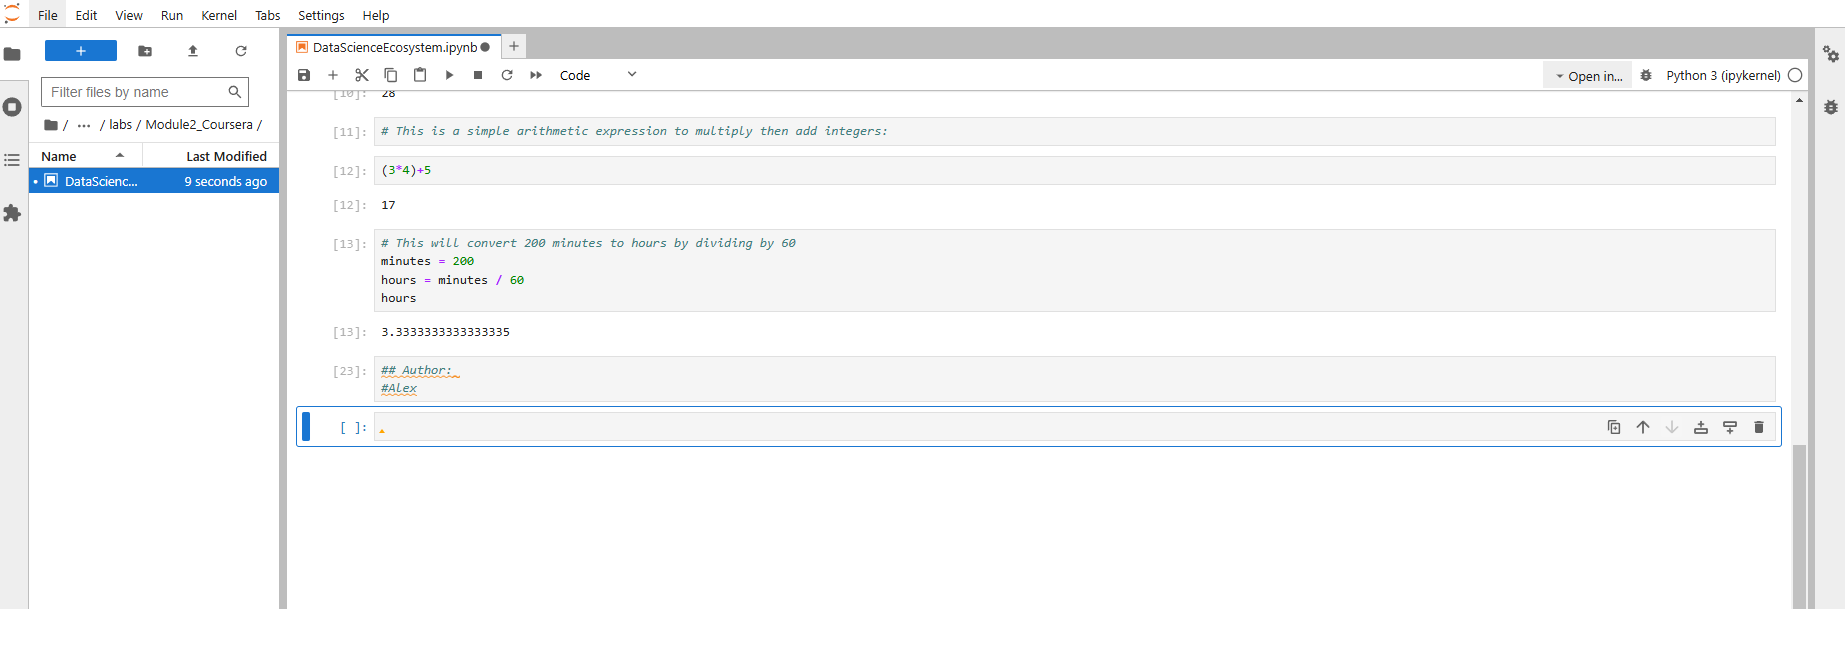 File Edit View Run Kernel Tabs Settings Help
DataScienceEcosystem.ipynb
Code
Open in...
Python 3 (ipykernel)
Filter files by name
/ ... / labs / Module2_Coursera /
Name Last Modified
DataScienc... 9 seconds ago
[10]: 28
[11]: # This is a simple arithmetic expression to multiply then add integers:
[12]: (3*4)+5
[12]: 17
[13]: # This will convert 200 minutes to hours by dividing by 60
minutes = 200
hours = minutes / 60
hours
[13]: 3.3333333333333335
[23]: ## Author:
#Alex
[ ]: